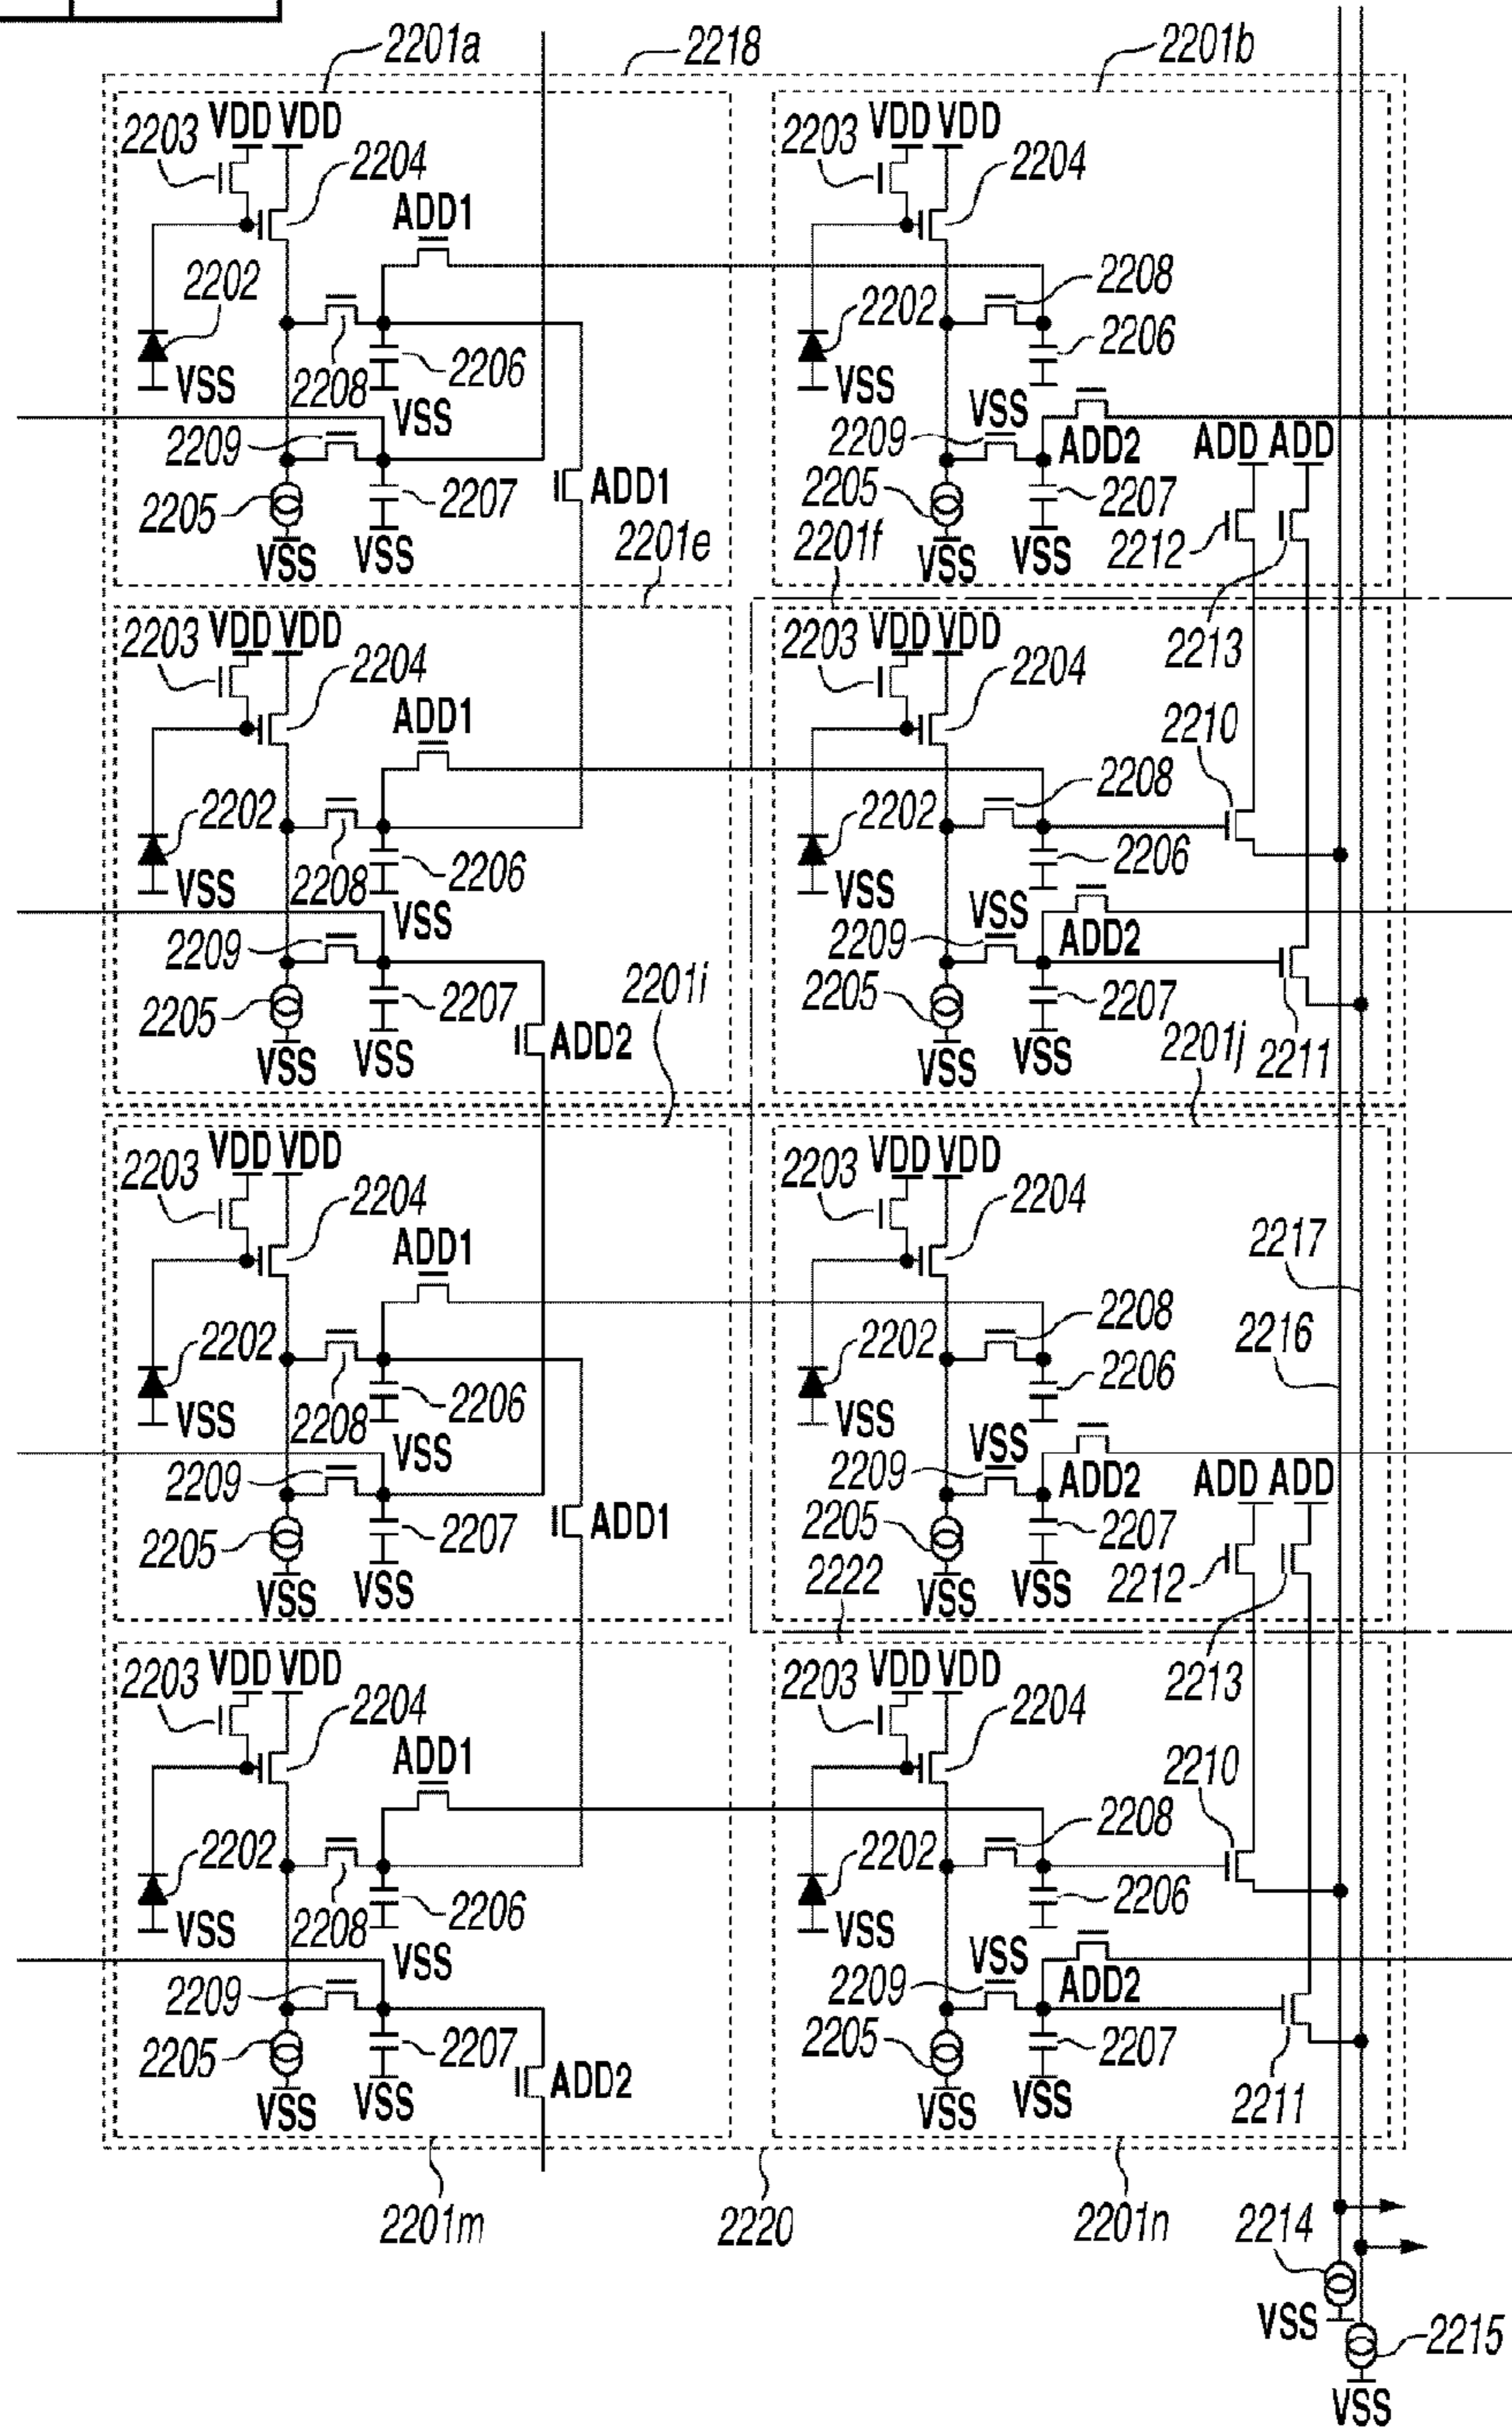 2201a 2218 2201b
2203 VDD VDD 2203 VDD VDD
2204 2204
ADD1
2202 2208
2202
VSS 2208 2206 VSS 2206
VSS VSS
2209 2209 ADD2 ADD ADD
2205 2207 ADD1 2205 2207
2212
VSS VSS VSS VSS
2201e 2201f
2203 VDD VDD 2203 VDD VDD 2213
2204 2204
ADD1 2210
2202 2202 2208
VSS 2208 2206 VSS 2206
VSS VSS
2209 2209 ADD2
2205 2207 2201i 2205 2207
VSS VSS ADD2 VSS VSS 2201j 2211
2203 VDD VDD 2203 VDD VDD
2204 2204 2217
ADD1
2202 2202 2208 2216
VSS 2208 2206 VSS 2206
VSS VSS
2209 2209 ADD2 ADD ADD
2205 2207 ADD1 2205 2207
2222 2212
VSS VSS VSS VSS
2203 VDD VDD 2203 VDD VDD 2213
2204 2204
ADD1 2210
2202 2202 2208
VSS 2208 2206 VSS 2206
VSS VSS
2209 2209 ADD2
2205 2207 2205 2207
VSS VSS ADD2 VSS VSS 2211
2201m 2220 2201n 2214
VSS 2215
VSS